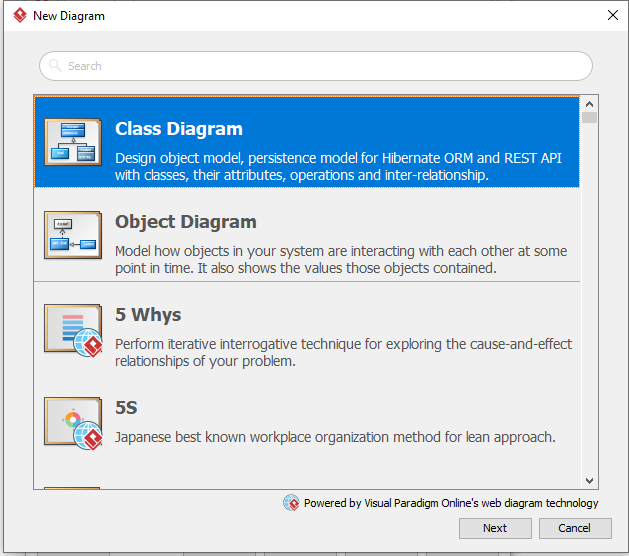 New Diagram
Search
Class Diagram
Design object model, persistence model for Hibernate ORM and REST API
with classes, their attributes, operations and inter-relationship.
Object Diagram
Model how objects in your system are interacting with each other at some
point in time. It also shows the values those objects contained.
5 Whys
Perform iterative interrogative technique for exploring the cause-and-effect
relationships of your problem.
5S
Japanese best known workplace organization method for lean approach.
Powered by Visual Paradigm Online's web diagram technology
Next
Cancel